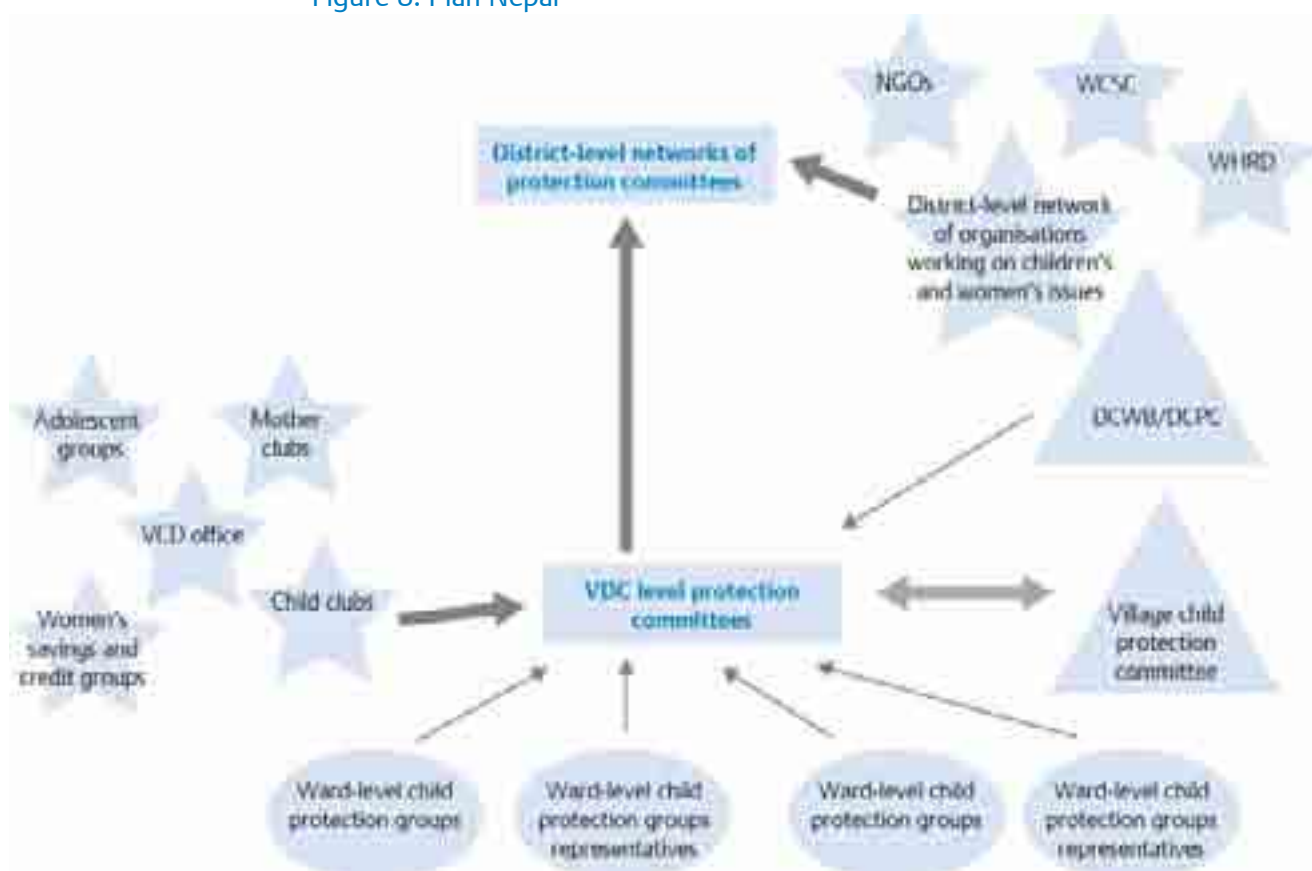 Plan Nepal
NGOs
WCSC
WHRD
District-level networks of
protection committees
District-level network
of organisations
working on children's
and women's issues
DCWB/DCPC
Adolescent
groups
Mother
clubs
VCD office
Child clubs
Women's
savings and
credit groups
VDC level protection
committees
Village child
protection
committee
Ward-level child
protection groups
Ward-level child
protection groups
representatives
Ward-level child
protection groups
Ward-level child
protection groups
representatives